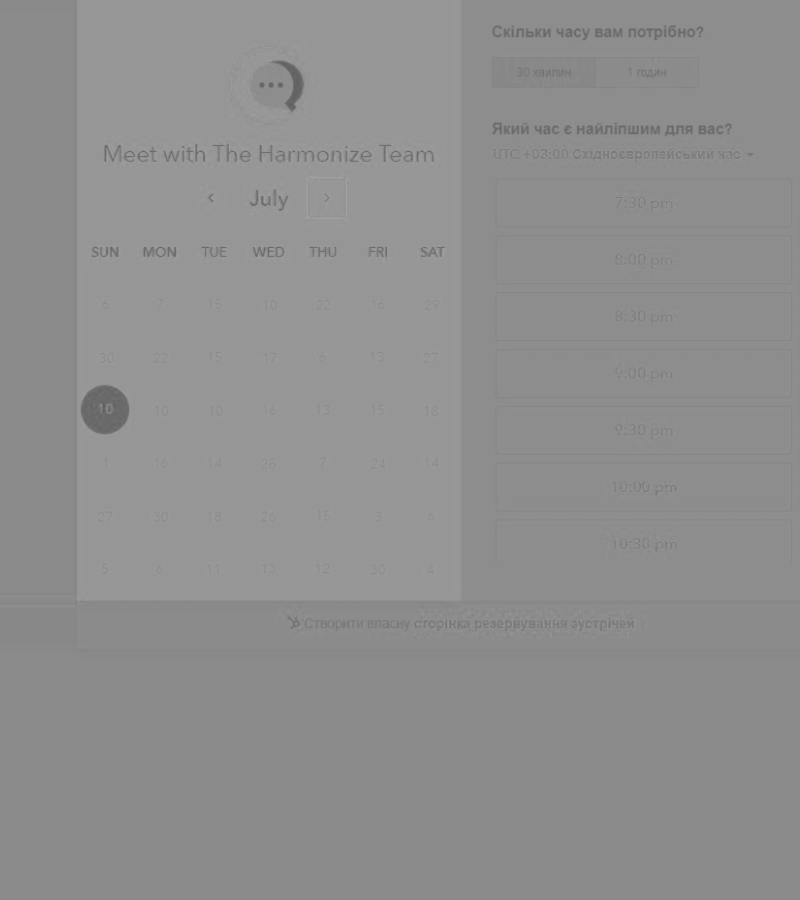 Meet with The Harmonize Team
July
SUN MON TUE WED THU FRI SAT
6 7 15 10 22 16 29
30 22 15 17 6 13 27
10 10 10 16 13 15 18
1 16 14 28 7 24 14
27 30 18 26 15 3 6
5 6 11 13 12 30 4
Скільки часу вам потрібно?
30 хвилин 1 годин
Який час є найліпшим для вас?
UTC +03:00 Східноєвропейський час
7:30 pm
8:00 pm
8:30 pm
9:00 pm
9:30 pm
10:00 pm
10:30 pm
Створити власну сторінка резервування зустрічей